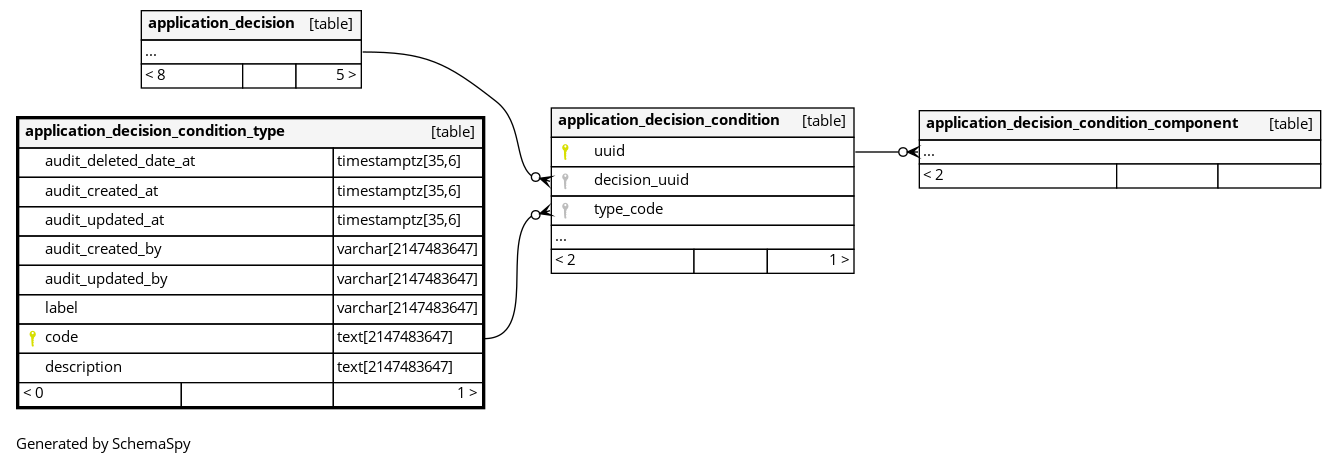 application_decision [table]
...
< 8 5 >
application_decision_condition_type [table]
audit_deleted_date_at timestamptz[35,6]
audit_created_at timestamptz[35,6]
audit_updated_at timestamptz[35,6]
audit_created_by varchar[2147483647]
audit_updated_by varchar[2147483647]
label varchar[2147483647]
code text[2147483647]
description text[2147483647]
< 0 1 >
application_decision_condition [table]
uuid
decision_uuid
type_code
...
< 2 1 >
application_decision_condition_component [table]
...
< 2
Generated by SchemaSpy